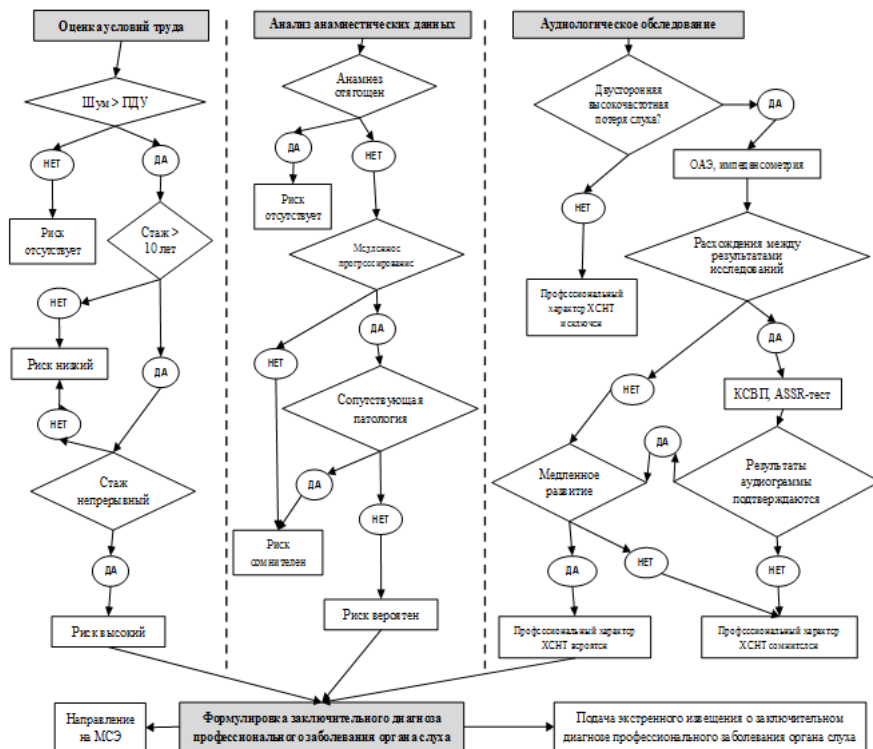 Оценка условий труда
Шум > ПДУ
НЕТ
ДА
Риск
отсутствует
Стаж >
10 лет
НЕТ
Риск низкий
ДА
НЕТ
Стаж
непрерывный
ДА
Риск высокий
Анализ анамнестических данных
Анамнез
отягощен
ДА
НЕТ
Риск
отсутствует
Медленное
прогрессирование
ДА
НЕТ
Сопутствующая
патология
ДА
НЕТ
Риск
сомнителен
Риск вероятен
Аудиологическое обследование
Двусторонняя
высокочастотная
потеря слуха?
ДА
ОАЭ, импедансометрия
НЕТ
Расхождения между
результатами
исследований
Профессиональный
характер ХСНТ
исключен
ДА
НЕТ
КСВП, ASSR-тест
ДА
Медленное
развитие
Результаты
аудиограммы
подтверждаются
НЕТ
ДА
НЕТ
Профессиональный характер
ХСНТ вероятен
Профессиональный характер
ХСНТ сомнителен
Направление
на МСЭ
Формулировка заключительного диагноза
профессионального заболевания органа слуха
Подача экстренного извещения о заключительном
диагнозе профессионального заболевания органа слуха